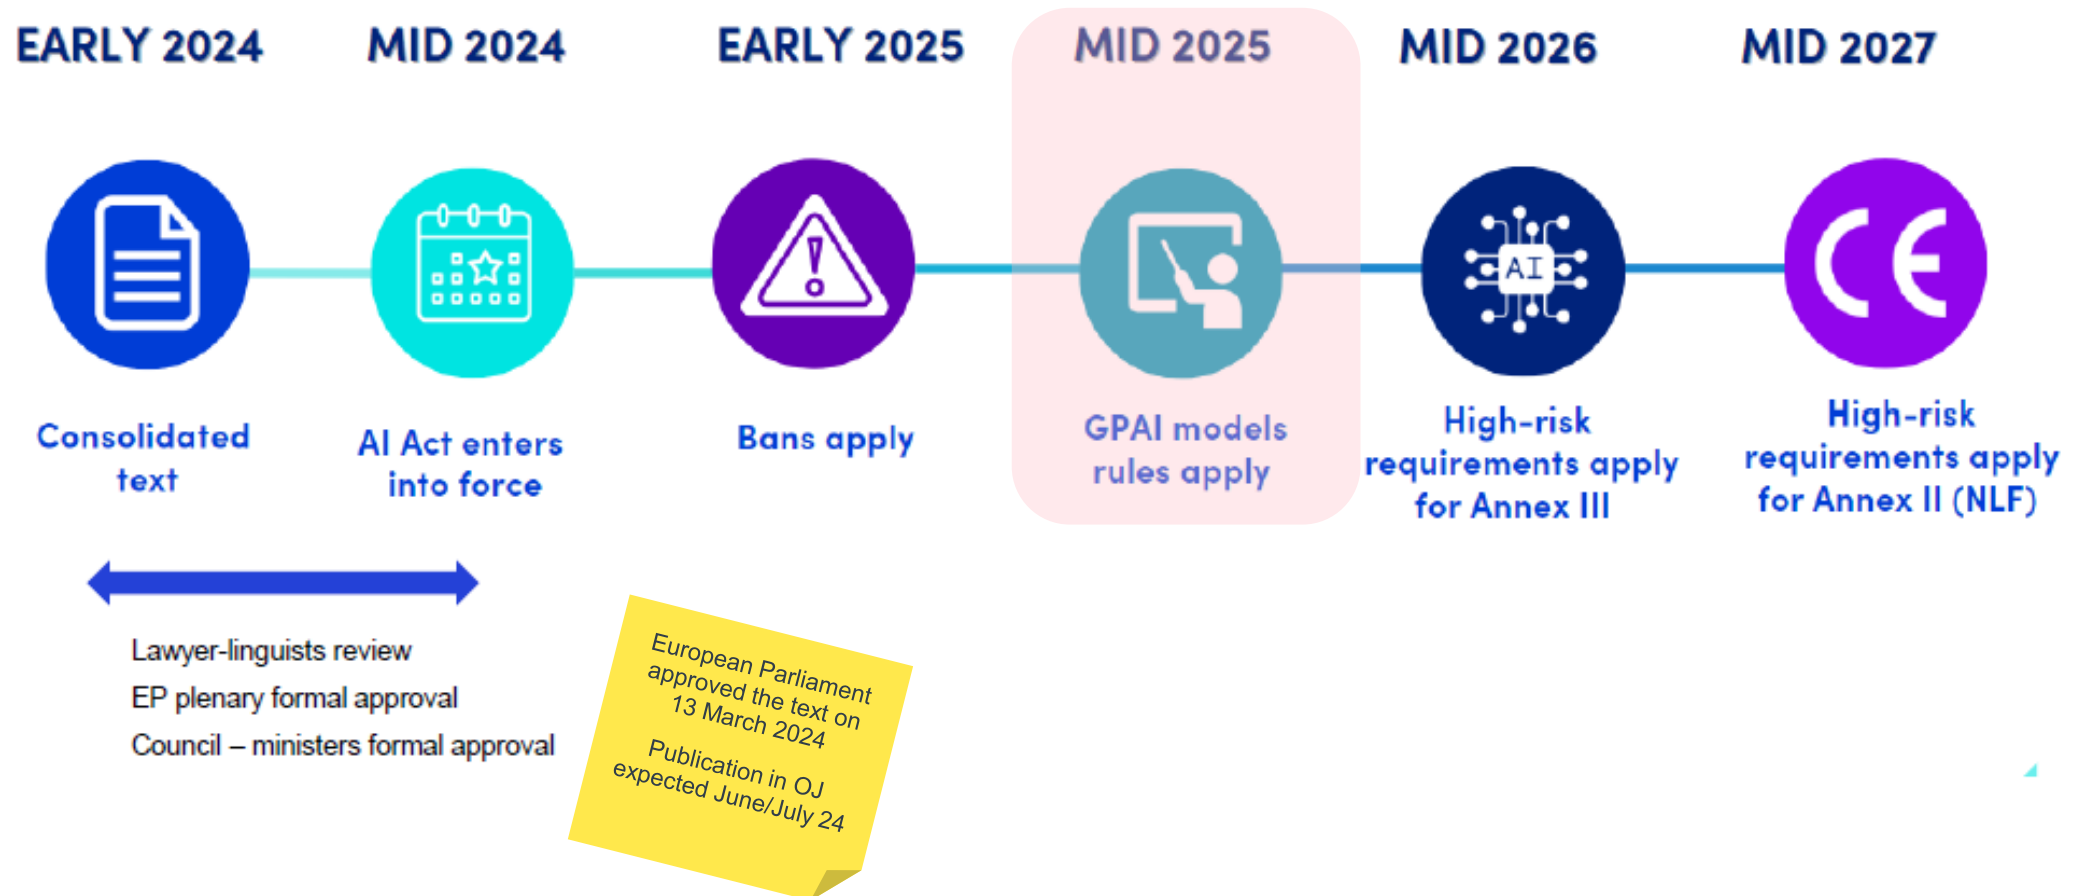 EARLY 2024
MID 2024
EARLY 2025
MID 2025
MID 2026
MID 2027
AI
CE
Consolidated
text
AI Act enters
into force
Bans apply
GPAI models
rules apply
High-risk
requirements apply
for Annex III
High-risk
requirements apply
for Annex II (NLF)
Lawyer-linguists review
EP plenary formal approval
Council – ministers formal approval
European Parliament
approved the text on
13 March 2024
Publication in OJ
expected June/July 24